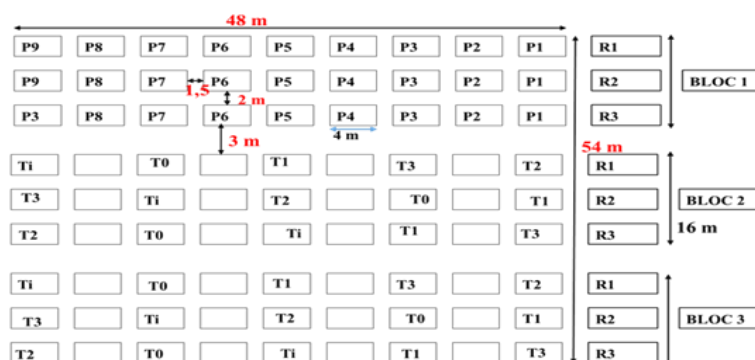 48 m
P9 P8 P7 P6 P5 P4 P3 P2 P1 R1
P9 P8 P7 P6 P5 P4 P3 P2 P1 R2 BLOC 1
1,5 2 m
P3 P8 P7 P6 P5 P4 P3 P2 P1 R3
3 m 4 m 54 m
Ti T0 T1 T3 T2 R1
T3 Ti T2 T0 T1 R2 BLOC 2
16 m
T2 T0 Ti T1 T3 R3
Ti T0 T1 T3 T2 R1
T3 Ti T2 T0 T1 R2 BLOC 3
T2 T0 Ti T1 T3 R3